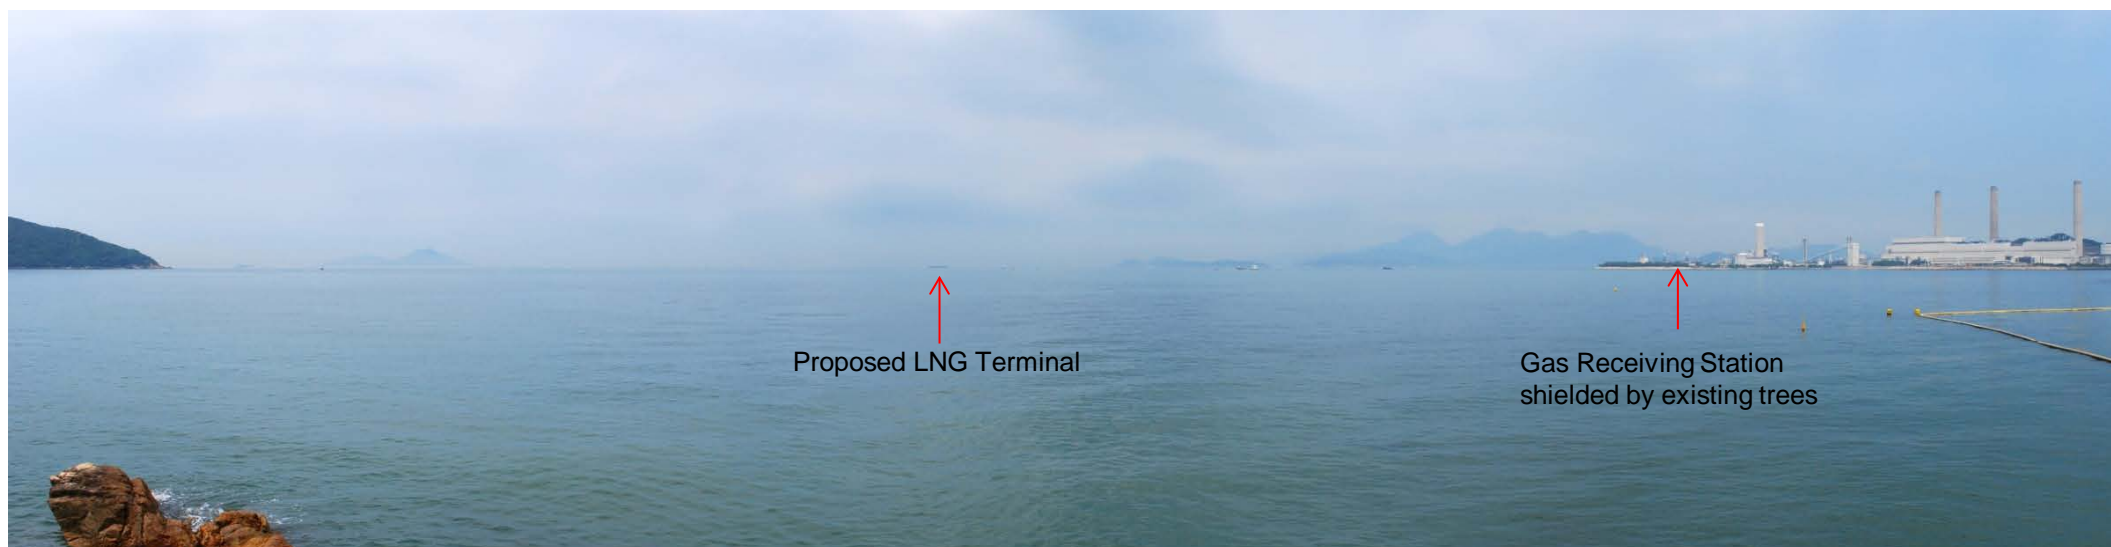 Proposed LNG Terminal
Gas Receiving Station
shielded by existing trees